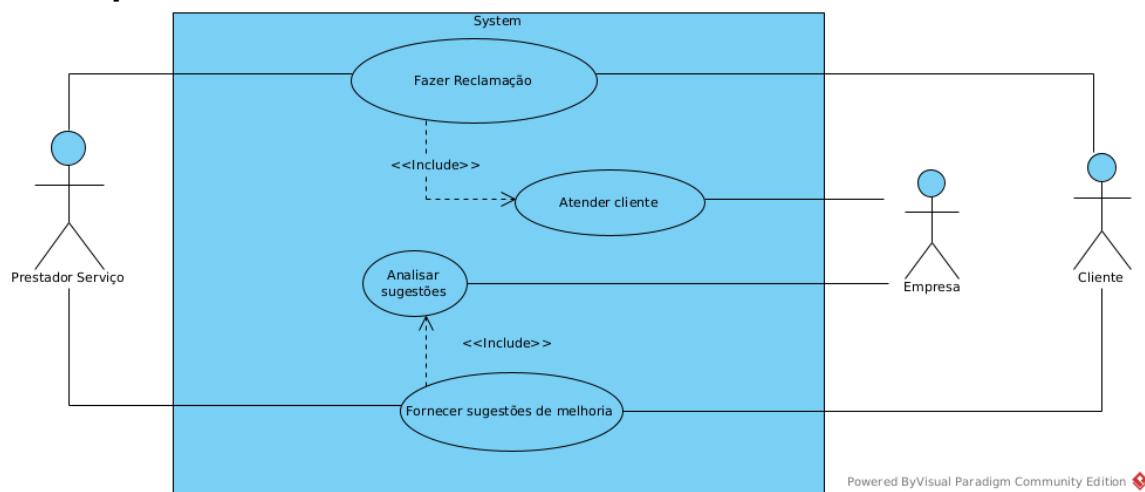 System
Fazer Reclamação
<<Include>>
Atender cliente
Prestador Serviço
Analisar
sugestões
Empresa
Cliente
<<Include>>
Fornecer sugestões de melhoria
Powered ByVisual Paradigm Community Edition